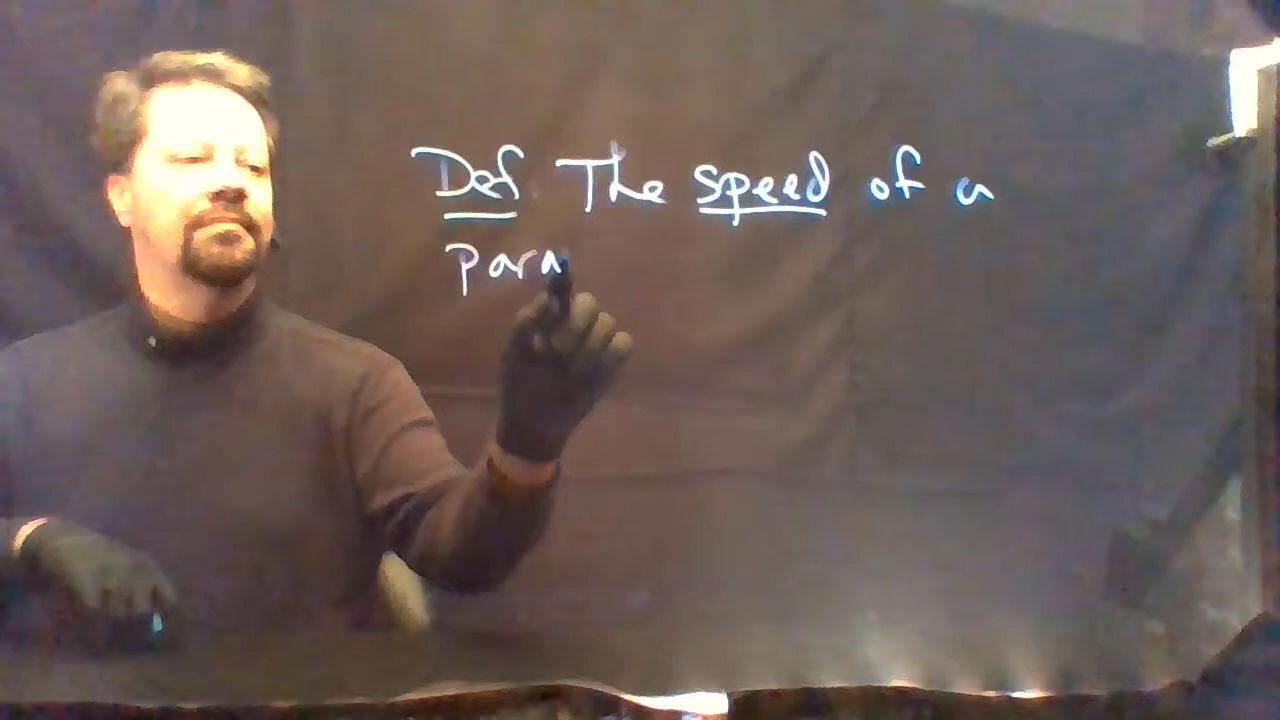 Def. The speed of a
para